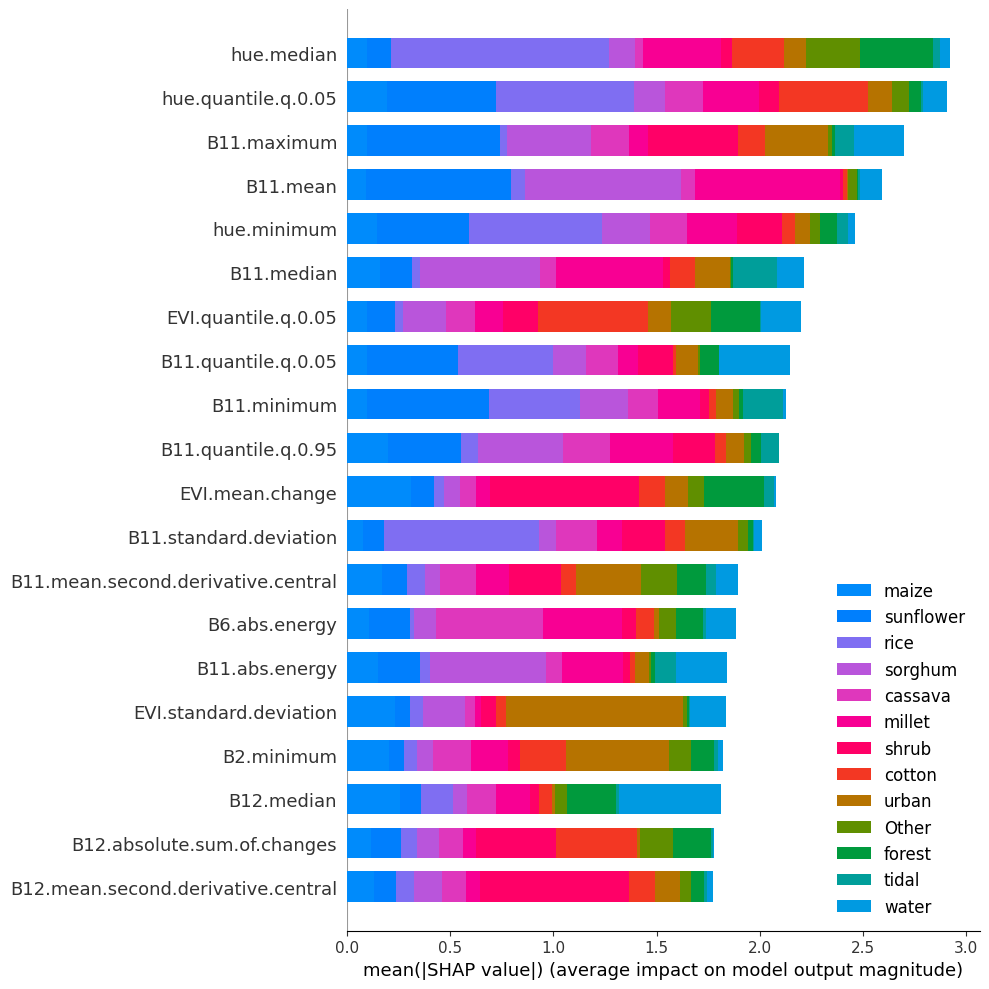 hue.median
hue.quantile.q.0.05
B11.maximum
B11.mean
hue.minimum
B11.median
EVI.quantile.q.0.05
B11.quantile.q.0.05
B11.minimum
B11.quantile.q.0.95
EVI.mean.change
B11.standard.deviation
B11.mean.second.derivative.central
B6.abs.energy
B11.abs.energy
EVI.standard.deviation
B2.minimum
B12.median
B12.absolute.sum.of.changes
B12.mean.second.derivative.central
maize
sunflower
rice
sorghum
cassava
millet
shrub
cotton
urban
Other
forest
tidal
water
0.0 0.5 1.0 1.5 2.0 2.5 3.0
mean(|SHAP value|) (average impact on model output magnitude)